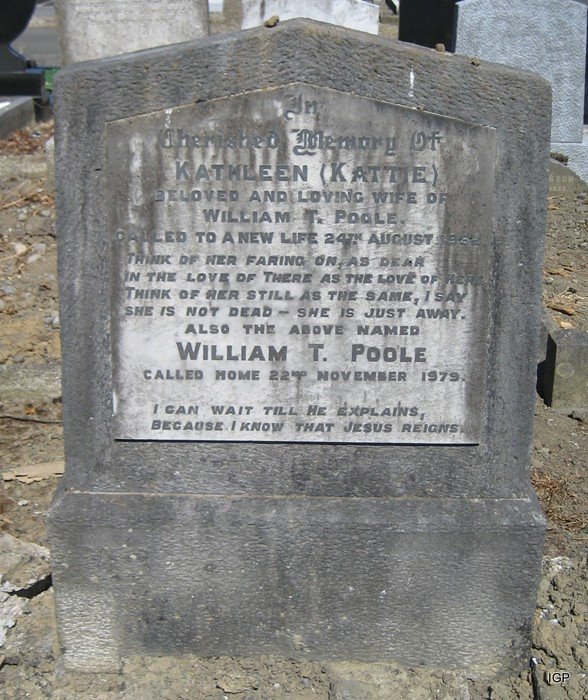 In
Cherished Memory Of
KATHLEEN (KATTIE)
BELOVED AND LOVING WIFE OF
WILLIAM T. POOLE.
CALLED TO A NEW LIFE 24TH AUGUST
THINK OF HER FARING ON, AS DEAR
IN THE LOVE OF THERE AS THE LOVE OF HERE
THINK OF HER STILL AS THE SAME, I SAY
SHE IS NOT DEAD – SHE IS JUST AWAY.
ALSO THE ABOVE NAMED
WILLIAM T. POOLE
CALLED HOME 22ND NOVEMBER 1979.
I CAN WAIT TILL HE EXPLAINS,
BECAUSE I KNOW THAT JESUS REIGNS.
IGP